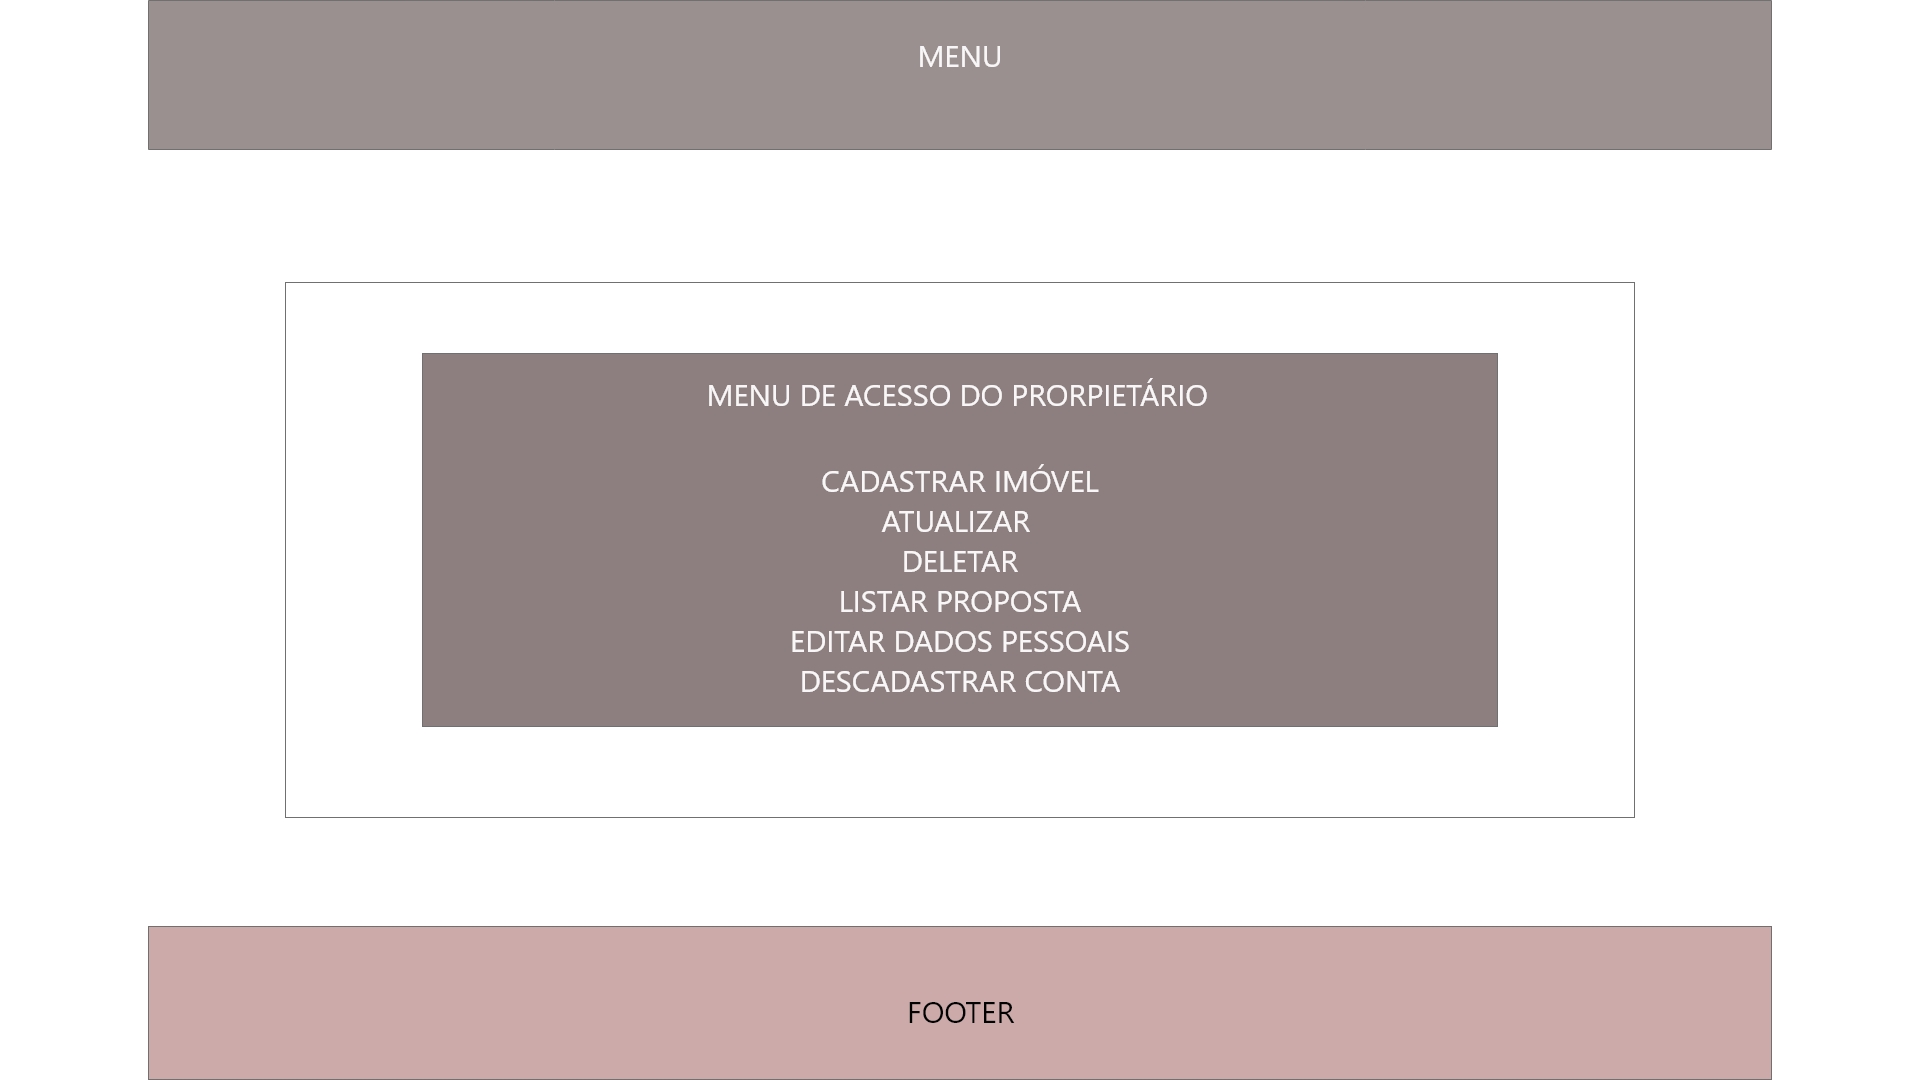 MENU
MENU DE ACESSO DO PRORPIETÁRIO
CADASTRAR IMÓVEL
ATUALIZAR
DELETAR
LISTAR PROPOSTA
EDITAR DADOS PESSOAIS
DESCADASTRAR CONTA
FOOTER